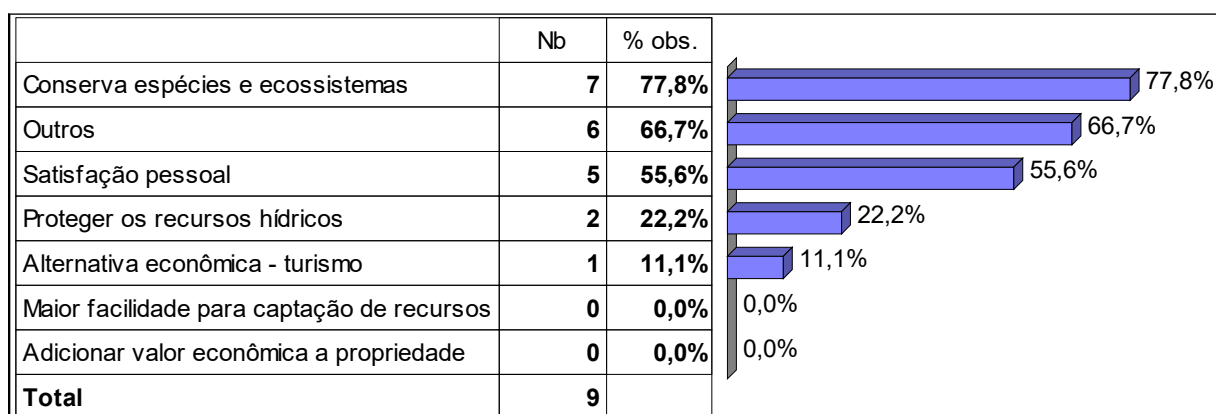 Nb % obs.
Conserva espécies e ecossistemas 7 77,8% 77,8%
Outros 6 66,7% 66,7%
Satisfação pessoal 5 55,6% 55,6%
Proteger os recursos hídricos 2 22,2% 22,2%
Alternativa econômica - turismo 1 11,1% 11,1%
Maior facilidade para captação de recursos 0 0,0% 0,0%
Adicionar valor econômica a propriedade 0 0,0% 0,0%
Total 9